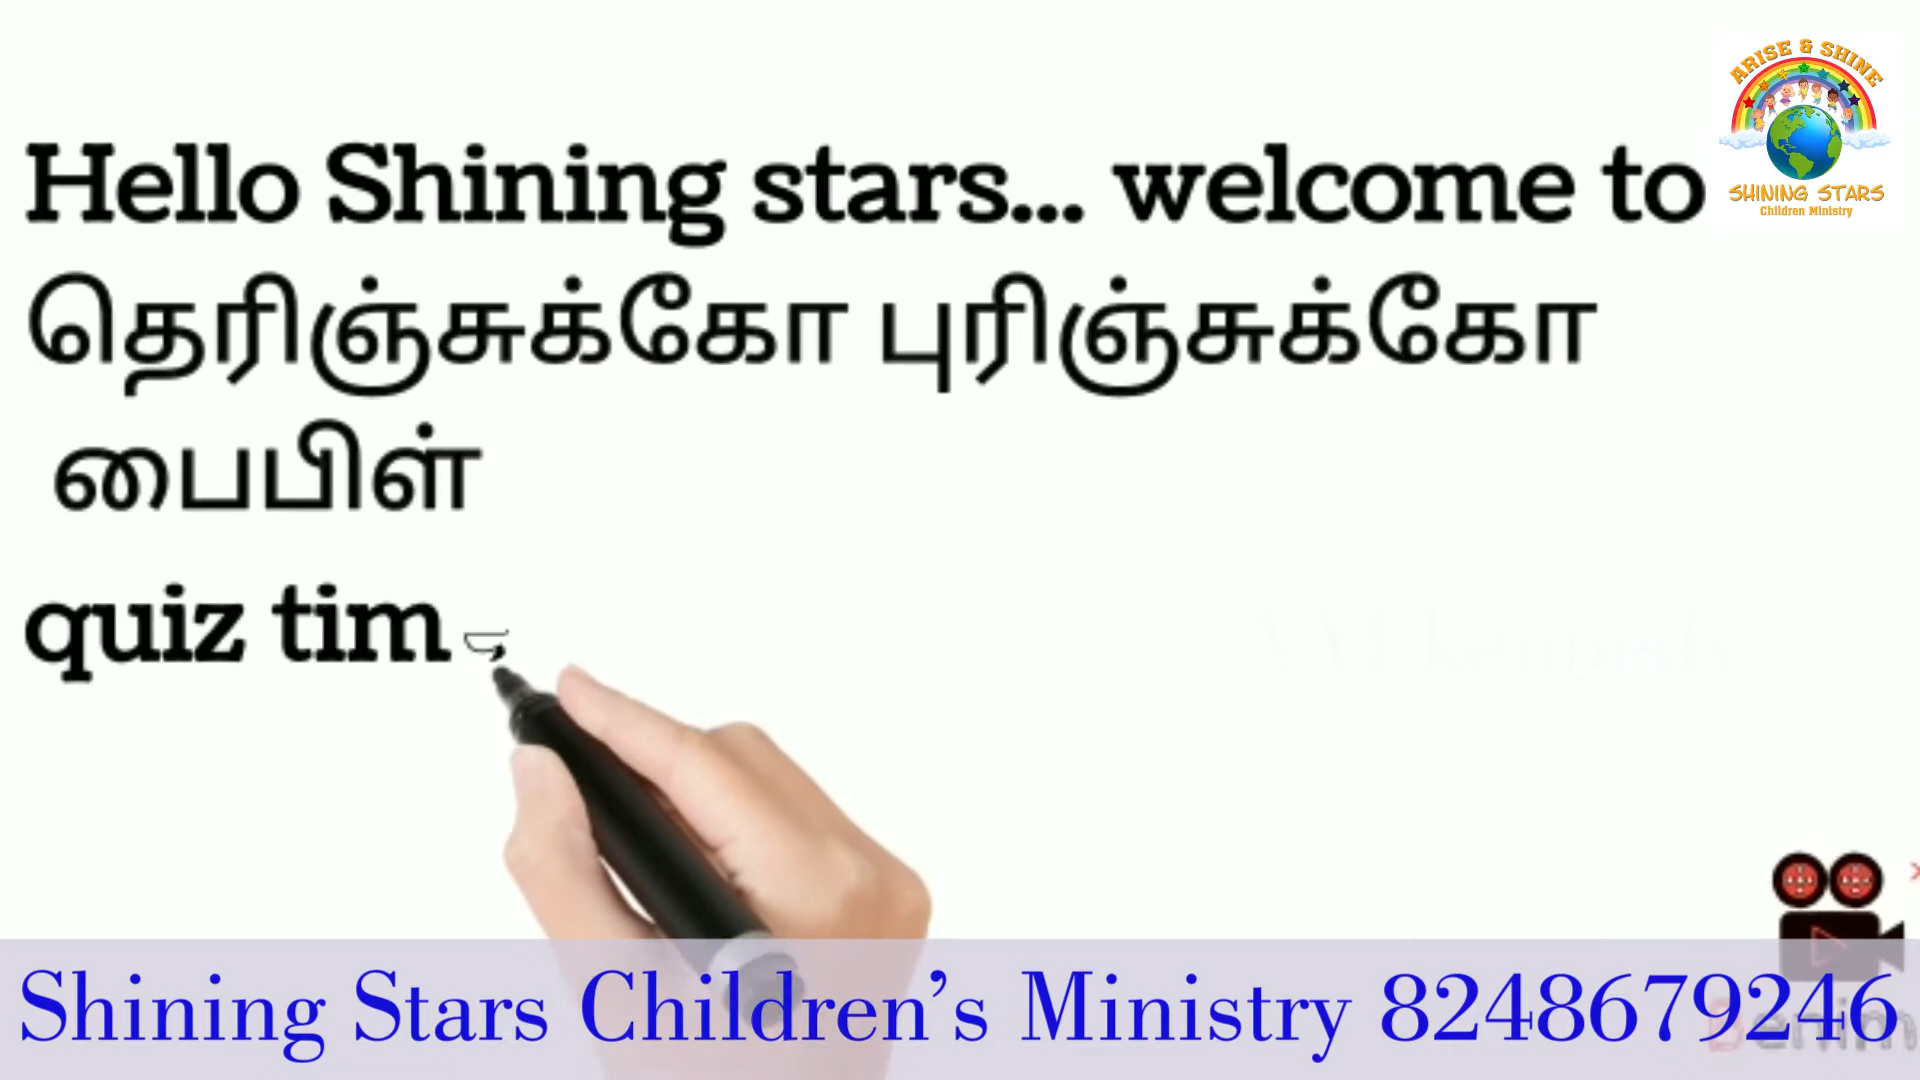 ARISE & SHINE
SHINING STARS
Children Ministry
Hello Shining stars... welcome to
தெரிஞ்சுக்கோ புரிஞ்சுக்கோ
பைபிள்
quiz tim
Shining Stars Children’s Ministry 8248679246